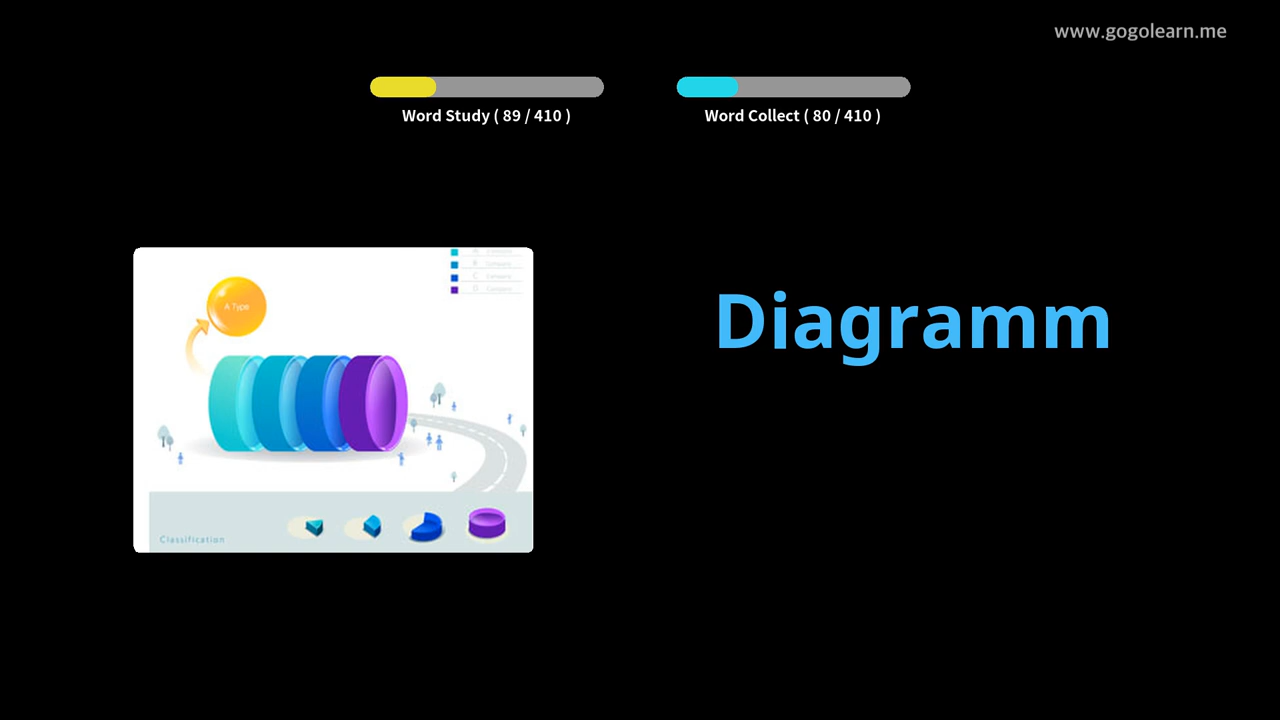 www.gogolearn.me
Word Study ( 89 / 410 )
Word Collect ( 80 / 410 )
A Type
Diagramm
Classification